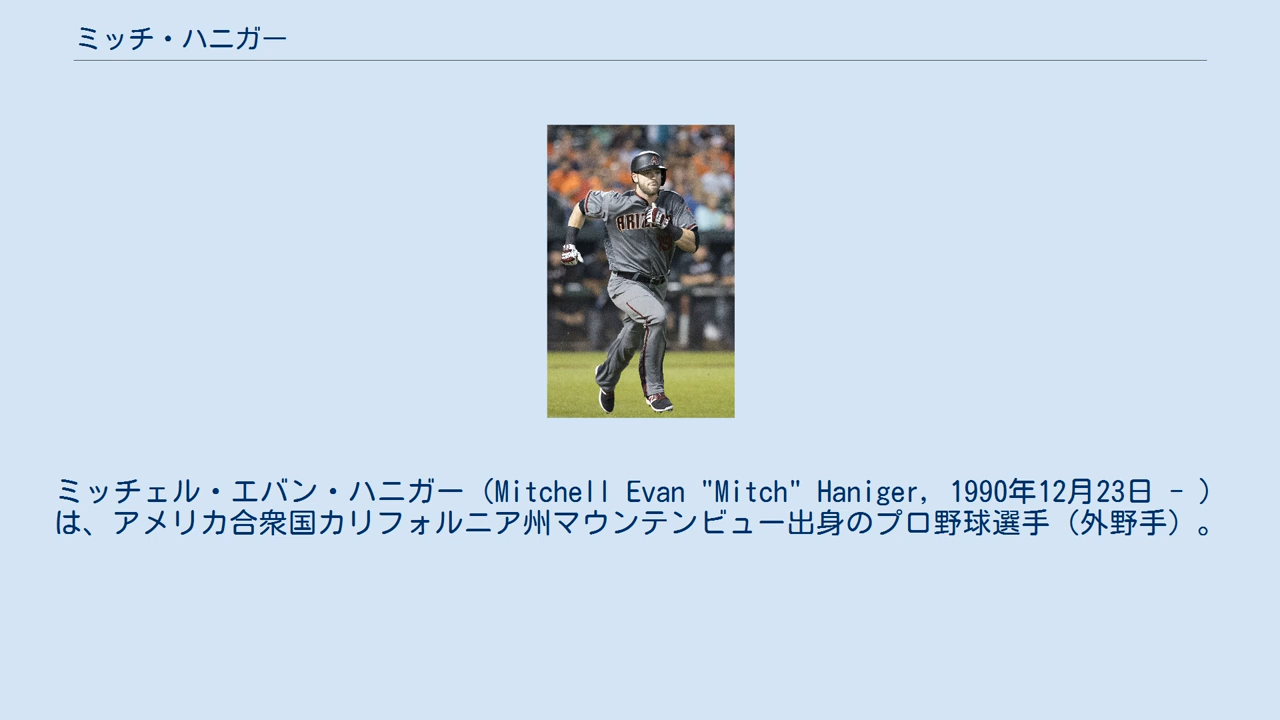 ミッチ・ハニガー
ミッチェル・エバン・ハニガー（Mitchell Evan "Mitch" Haniger, 1990年12月23日 - ）
は、アメリカ合衆国カリフォルニア州マウンテンビュー出身のプロ野球選手（外野手）。